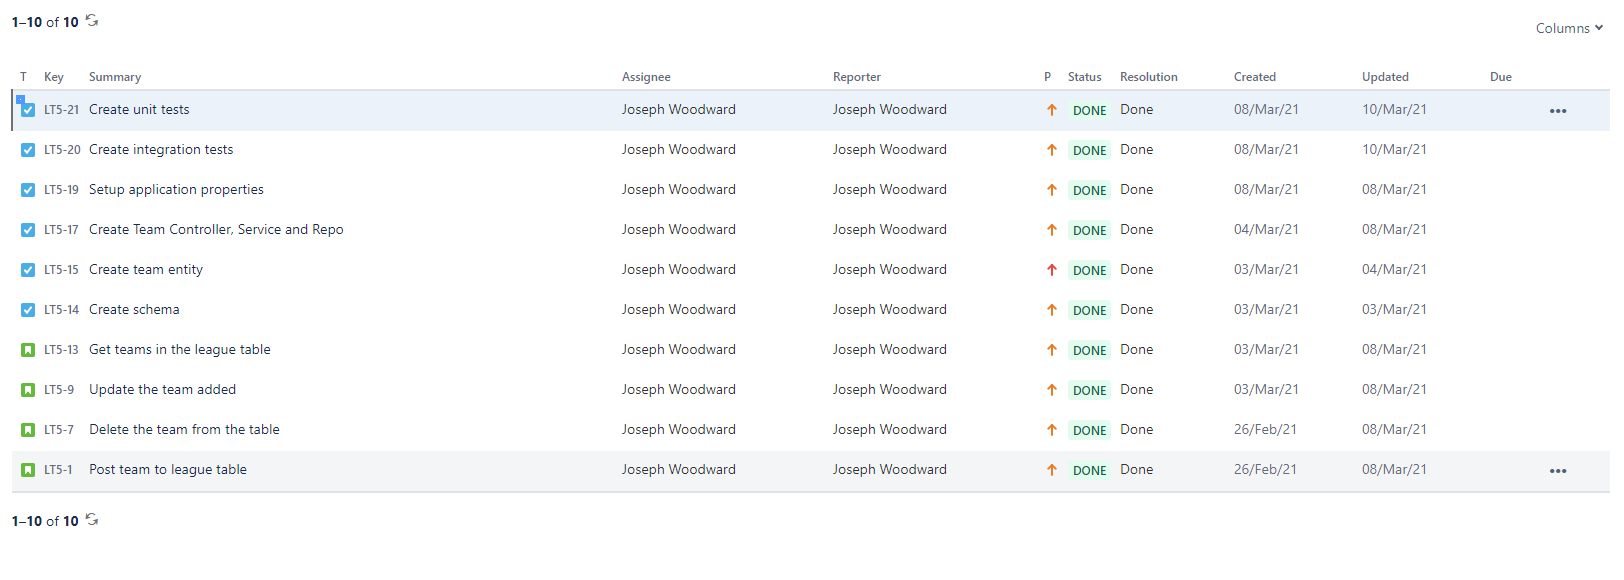 1–10 of 10
Columns
T Key Summary Assignee Reporter P Status Resolution Created Updated Due
LT5-21 Create unit tests Joseph Woodward Joseph Woodward DONE Done 08/Mar/21 10/Mar/21
LT5-20 Create integration tests Joseph Woodward Joseph Woodward DONE Done 08/Mar/21 10/Mar/21
LT5-19 Setup application properties Joseph Woodward Joseph Woodward DONE Done 08/Mar/21 08/Mar/21
LT5-17 Create Team Controller, Service and Repo Joseph Woodward Joseph Woodward DONE Done 04/Mar/21 08/Mar/21
LT5-15 Create team entity Joseph Woodward Joseph Woodward DONE Done 03/Mar/21 04/Mar/21
LT5-14 Create schema Joseph Woodward Joseph Woodward DONE Done 03/Mar/21 03/Mar/21
LT5-13 Get teams in the league table Joseph Woodward Joseph Woodward DONE Done 03/Mar/21 08/Mar/21
LT5-9 Update the team added Joseph Woodward Joseph Woodward DONE Done 03/Mar/21 08/Mar/21
LT5-7 Delete the team from the table Joseph Woodward Joseph Woodward DONE Done 26/Feb/21 08/Mar/21
LT5-1 Post team to league table Joseph Woodward Joseph Woodward DONE Done 26/Feb/21 08/Mar/21
1–10 of 10